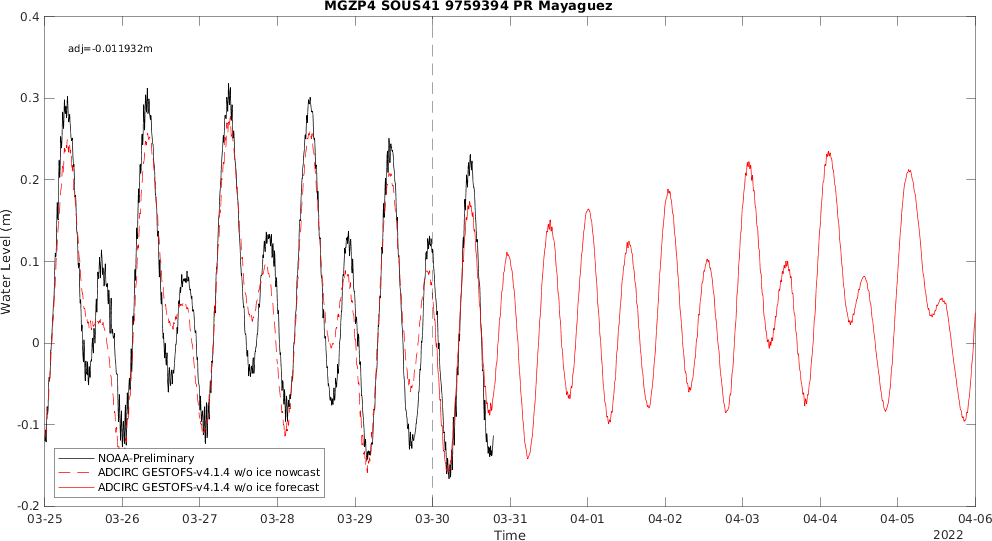 MGZP4 SOUS41 9759394 PR Mayaguez
adj=-0.011932m
Water Level (m)
0.4
0.3
0.2
0.1
0
-0.1
-0.2
NOAA-Preliminary
ADCIRC GESTOFS-v4.1.4 w/o ice nowcast
ADCIRC GESTOFS-v4.1.4 w/o ice forecast
03-25 03-26 03-27 03-28 03-29 03-30 03-31 04-01 04-02 04-03 04-04 04-05 04-06
Time
2022